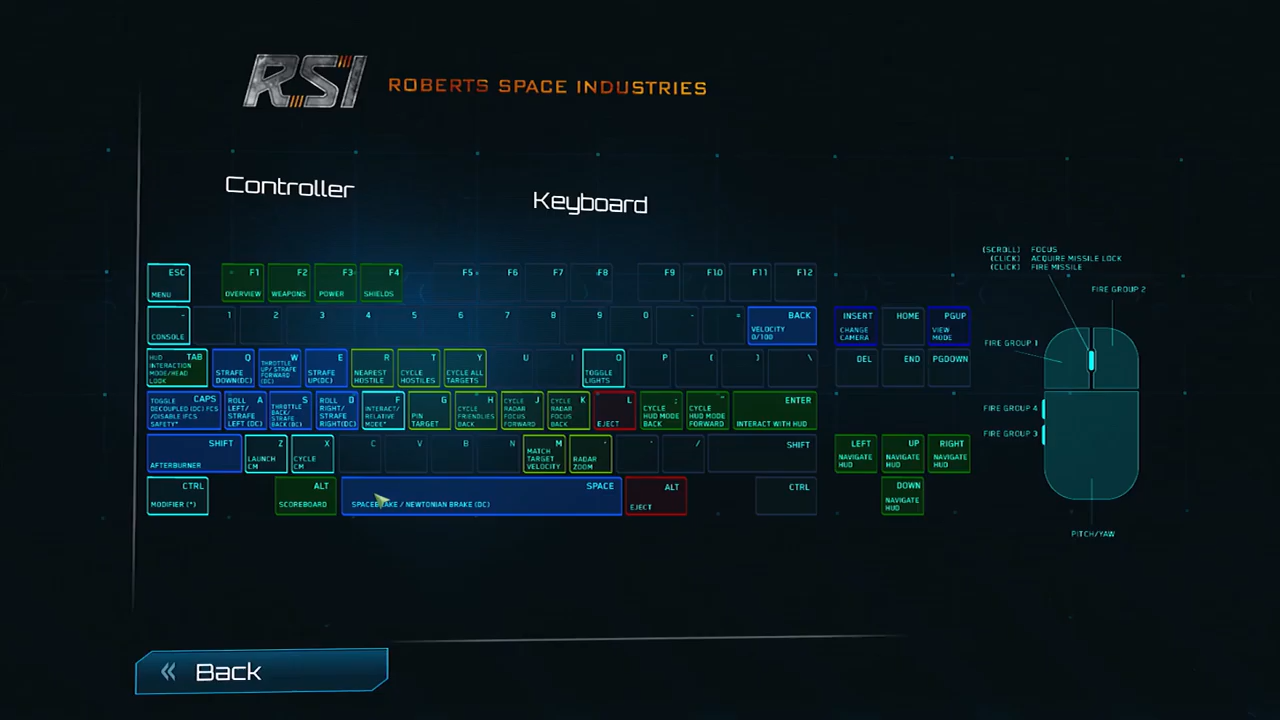 RSI ROBERTS SPACE INDUSTRIES
Controller Keyboard
(SCROLL) FOCUS
(CLICK) ACQUIRE MISSILE LOCK
(CLICK) FIRE MISSILE
FIRE GROUP 2
FIRE GROUP 1
FIRE GROUP 4
FIRE GROUP 3
PITCH/YAW
ESC F1 F2 F3 F4 F5 F6 F7 F8 F9 F10 F11 F12
MENU OVERVIEW WEAPONS POWER SHIELDS
1 2 3 4 5 6 7 8 9 0 - = BACK INSERT HOME PGUP
CONSOLE
VELOCITY
0/100
CHANGE
CAMERA
VIEW
MODE
TAB Q W E R T Y U I O P [ ] \ DEL END PGDOWN
HUD
INTERACTION
MODE/HEAD
LOOK
STRAFE
DOWN(DC)
THROTTLE
UP/ STRAFE
FORWARD
(DC)
STRAFE
UP(DC)
NEAREST
HOSTILE
CYCLE
HOSTILES
CYCLE ALL
TARGETS
TOGGLE
LIGHTS
CAPS A S D F G H J K L ; ENTER
TOGGLE
DECOUPLED (DC) FCS
/DISABLE IFCS
SAFETY*
ROLL
LEFT/
STRAFE
LEFT (DC)
THROTTLE
BACK/
STRAFE
BACK (DC)
ROLL
RIGHT/
STRAFE
RIGHT(DC)
INTERACT/
RELATIVE
MODE*
PIN
TARGET
CYCLE
FRIENDLIES
BACK
CYCLE
RADAR
FOCUS
FORWARD
CYCLE
RADAR
FOCUS
BACK
EJECT
CYCLE
HUD MODE
BACK
CYCLE
HUD MODE
FORWARD
INTERACT WITH HUD
SHIFT Z X C V B N M / SHIFT LEFT UP RIGHT
AFTERBURNER
LAUNCH
CM
CYCLE
CM
MATCH
TARGET
VELOCITY
RADAR
ZOOM
NAVIGATE
HUD
NAVIGATE
HUD
NAVIGATE
HUD
CTRL ALT SPACE ALT CTRL DOWN
MODIFIER (*) SCOREBOARD NEWTONIAN BRAKE (DC) EJECT
NAVIGATE
HUD
« Back